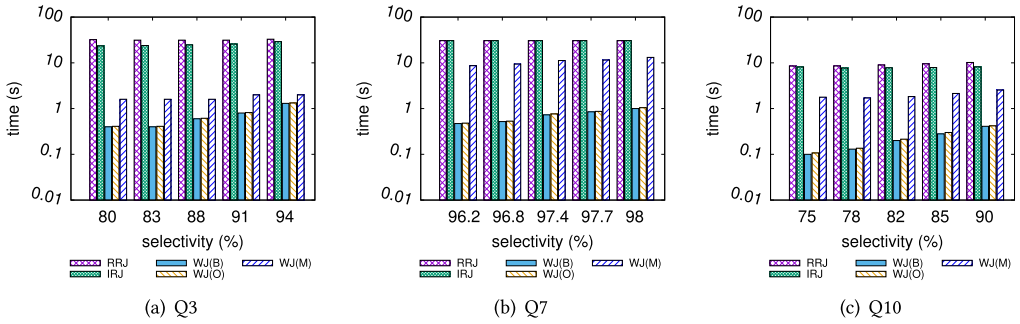 100
10
1
0.1
0.01
time (s)
80 83 88 91 94
selectivity (%)
RRJ WJ(B) WJ(M)
IRJ WJ(O)
(a) Q3
100
10
1
0.1
0.01
time (s)
96.2 96.8 97.4 97.7 98
selectivity (%)
RRJ WJ(B) WJ(M)
IRJ WJ(O)
(b) Q7
100
10
1
0.1
0.01
time (s)
75 78 82 85 90
selectivity (%)
RRJ WJ(B) WJ(M)
IRJ WJ(O)
(c) Q10